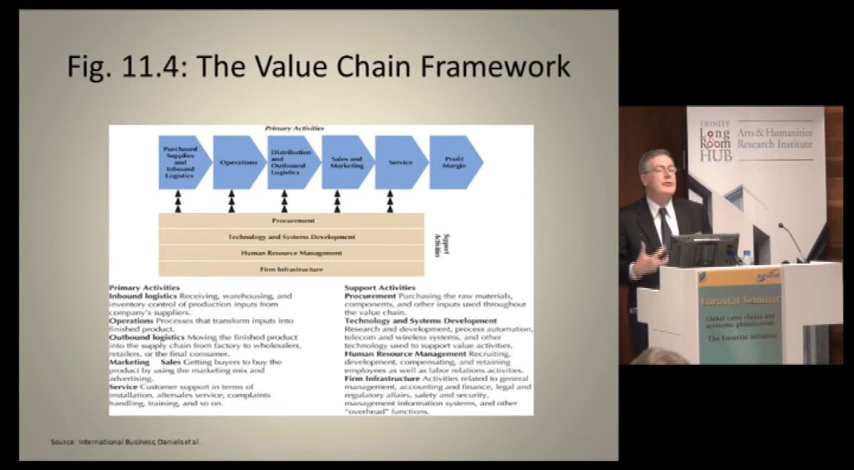 Fig. 11.4: The Value Chain Framework
Primary Activities
Purchased
Supplies
and
Inbound
Logistics
Operations
Distribution
and
Outbound
Logistics
Sales and
Marketing
Service
Profit
Margin
Procurement
Technology and Systems Development
Human Resource Management
Firm Infrastructure
Support
Activities
Primary Activities
Inbound logistics Receiving, warehousing, and
inventory control of production inputs from
company's suppliers.
Operations Processes that transform inputs into
finished product.
Outbound logistics Moving the finished product
into the supply chain from factory to wholesalers,
retailers, or the final consumer.
Marketing Sales Getting buyers to buy the
product by using the marketing mix and
advertising.
Service Customer support in terms of
installation, aftersales service, complaints
handling, training, and so on.
Support Activities
Procurement Purchasing the raw materials,
components, and other inputs used throughout
the value chain.
Technology and Systems Development
Research and development, process automation,
telecom and wireless systems, and other
technology used to support value activities.
Human Resource Management Recruiting,
development, compensating, and retaining
employees as well as labor relations activities.
Firm Infrastructure Activities related to general
management, accounting and finance, legal and
regulatory affairs, safety and security,
management information systems, and other
"overhead" functions.
Source: International Business, Daniels et al.
TRINITY
Long
Room
HUB
Arts & Humanities
Research Institute
Eurostat Seminar
Global value chains and
economic globalization
The Eurostat initiative